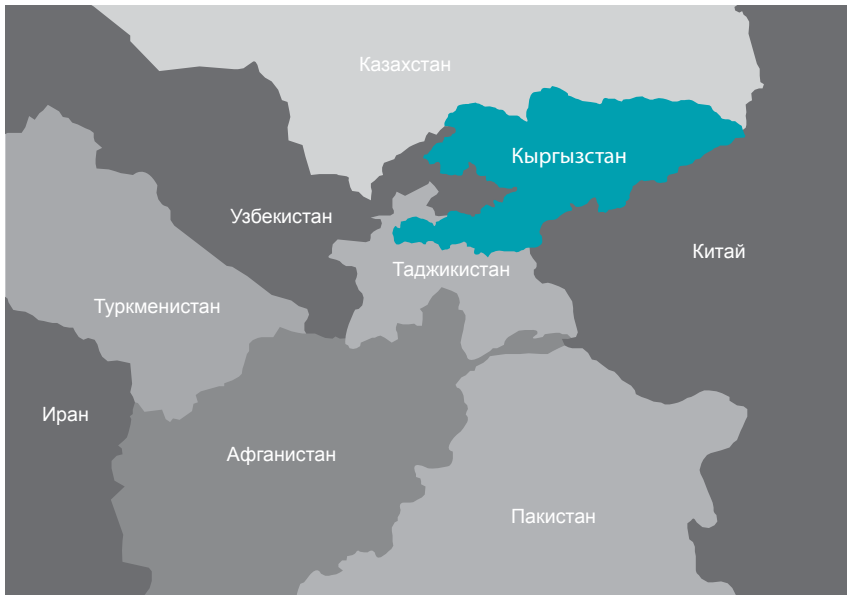 Казахстан
Кыргызстан
Узбекистан
Китай
Таджикистан
Туркменистан
Иран
Афганистан
Пакистан